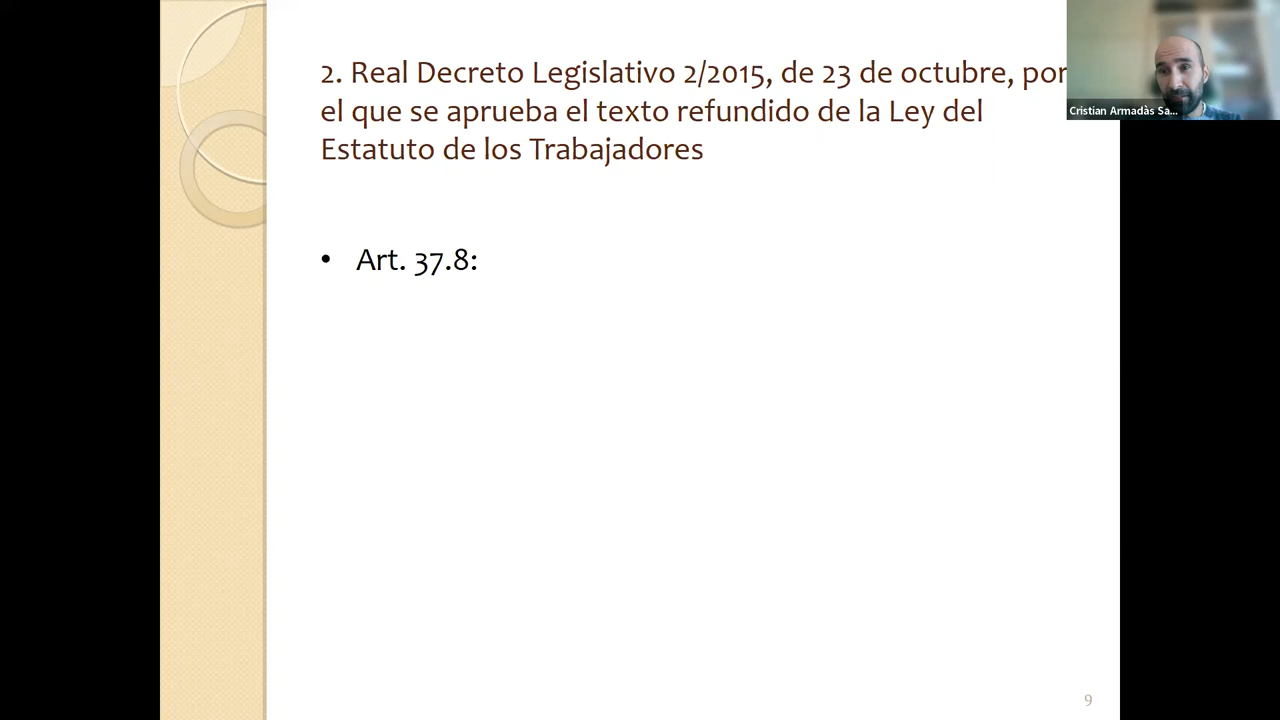 2. Real Decreto Legislativo 2/2015, de 23 de octubre, por
el que se aprueba el texto refundido de la Ley del
Estatuto de los Trabajadores
Cristian Armadàs Sa...
• Art. 37.8:
9